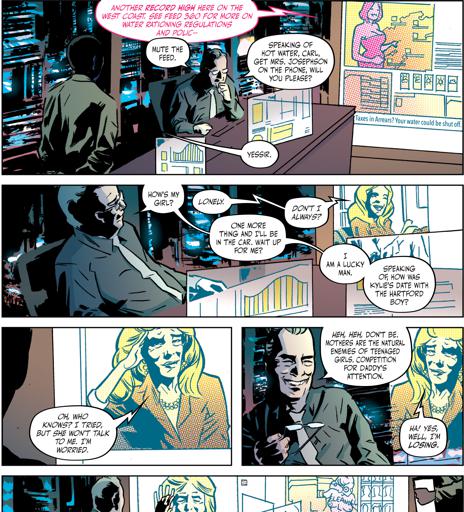 ANOTHER RECORD HIGH HERE ON THE
WEST COAST. SEE FEED 360 FOR MORE ON
WATER RATIONING REGULATIONS
AND POLIC--
MUTE THE
FEED.
SPEAKING OF
HOT WATER, CARL,
GET MRS. JOSEPHSON
ON THE PHONE, WILL
YOU PLEASE?
Taxes in Arrears? Your water could be shut off.
YESSIR.
HOW'S MY
GIRL?
LONELY.
DON'T I
ALWAYS?
ONE MORE
THING AND I'LL BE
IN THE CAR. WAIT UP
FOR ME?
I
AM A LUCKY
MAN.
SPEAKING
OF, HOW WAS
KYLIE'S DATE WITH
THE HARTFORD
BOY?
OH, WHO
KNOWS? I TRIED,
BUT SHE WON'T TALK
TO ME. I'M
WORRIED.
HEH, HEH, DON'T BE.
MOTHERS ARE THE NATURAL
ENEMIES OF TEENAGED
GIRLS. COMPETITION
FOR DADDY'S
ATTENTION.
HA! YES,
WELL, I'M
LOSING.